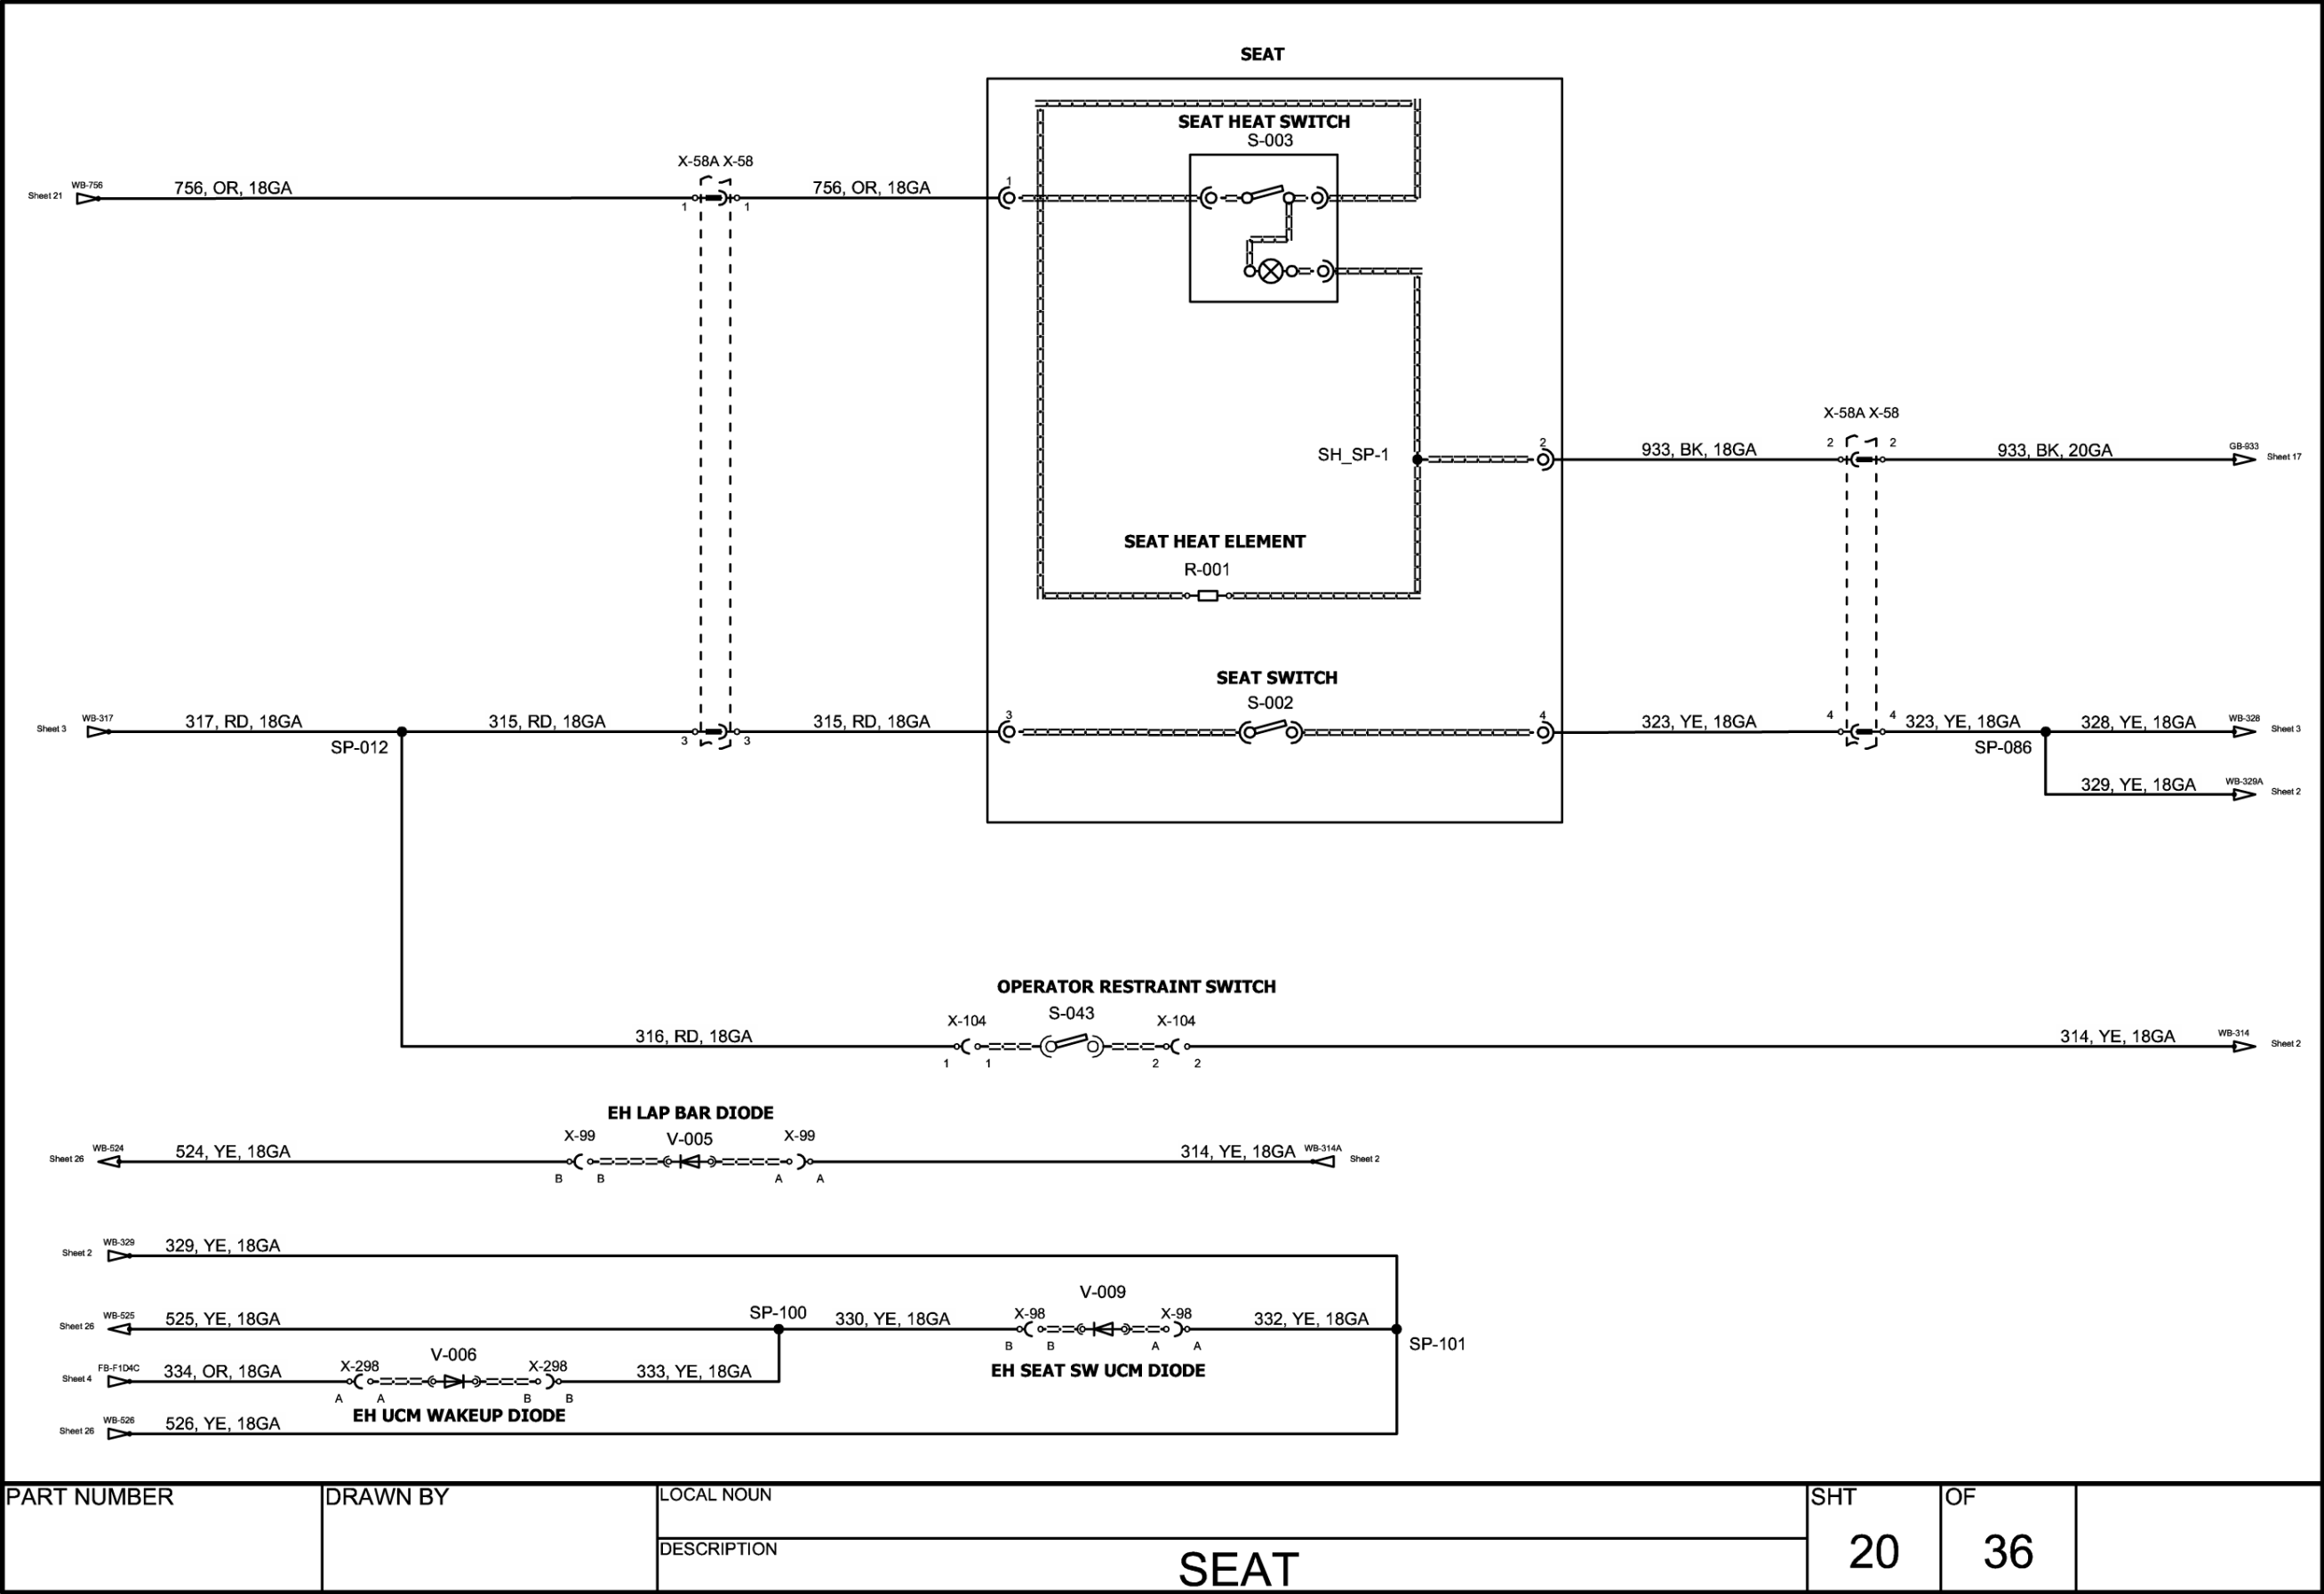 SEAT
SEAT HEAT SWITCH
S-003
X-58A X-58
Sheet 21 WB-756 756, OR, 18GA 1 1 756, OR, 18GA 1
X-58A X-58
SH_SP-1 2 933, BK, 18GA 2 2 933, BK, 20GA GB-933 Sheet 17
SEAT HEAT ELEMENT
R-001
SEAT SWITCH
S-002
Sheet 3 WB-317 317, RD, 18GA 315, RD, 18GA 315, RD, 18GA 3 4 323, YE, 18GA 4 4 323, YE, 18GA 328, YE, 18GA WB-328 Sheet 3
SP-012 3 3 SP-086
329, YE, 18GA WB-329A Sheet 2
OPERATOR RESTRAINT SWITCH
X-104 S-043 X-104
316, RD, 18GA 314, YE, 18GA WB-314 Sheet 2
1 1 2 2
EH LAP BAR DIODE
X-99 V-005 X-99
Sheet 26 WB-524 524, YE, 18GA 314, YE, 18GA WB-314A Sheet 2
B B A A
Sheet 2 WB-329 329, YE, 18GA
V-009
Sheet 26 WB-525 525, YE, 18GA SP-100 330, YE, 18GA X-98 X-98 332, YE, 18GA
B B A A SP-101
V-006 EH SEAT SW UCM DIODE
Sheet 4 FB-F1D4C 334, OR, 18GA X-298 X-298 333, YE, 18GA
A A B B
EH UCM WAKEUP DIODE
Sheet 26 WB-526 526, YE, 18GA
PART NUMBER
DRAWN BY
LOCAL NOUN
DESCRIPTION
SEAT
SHT
20
OF
36